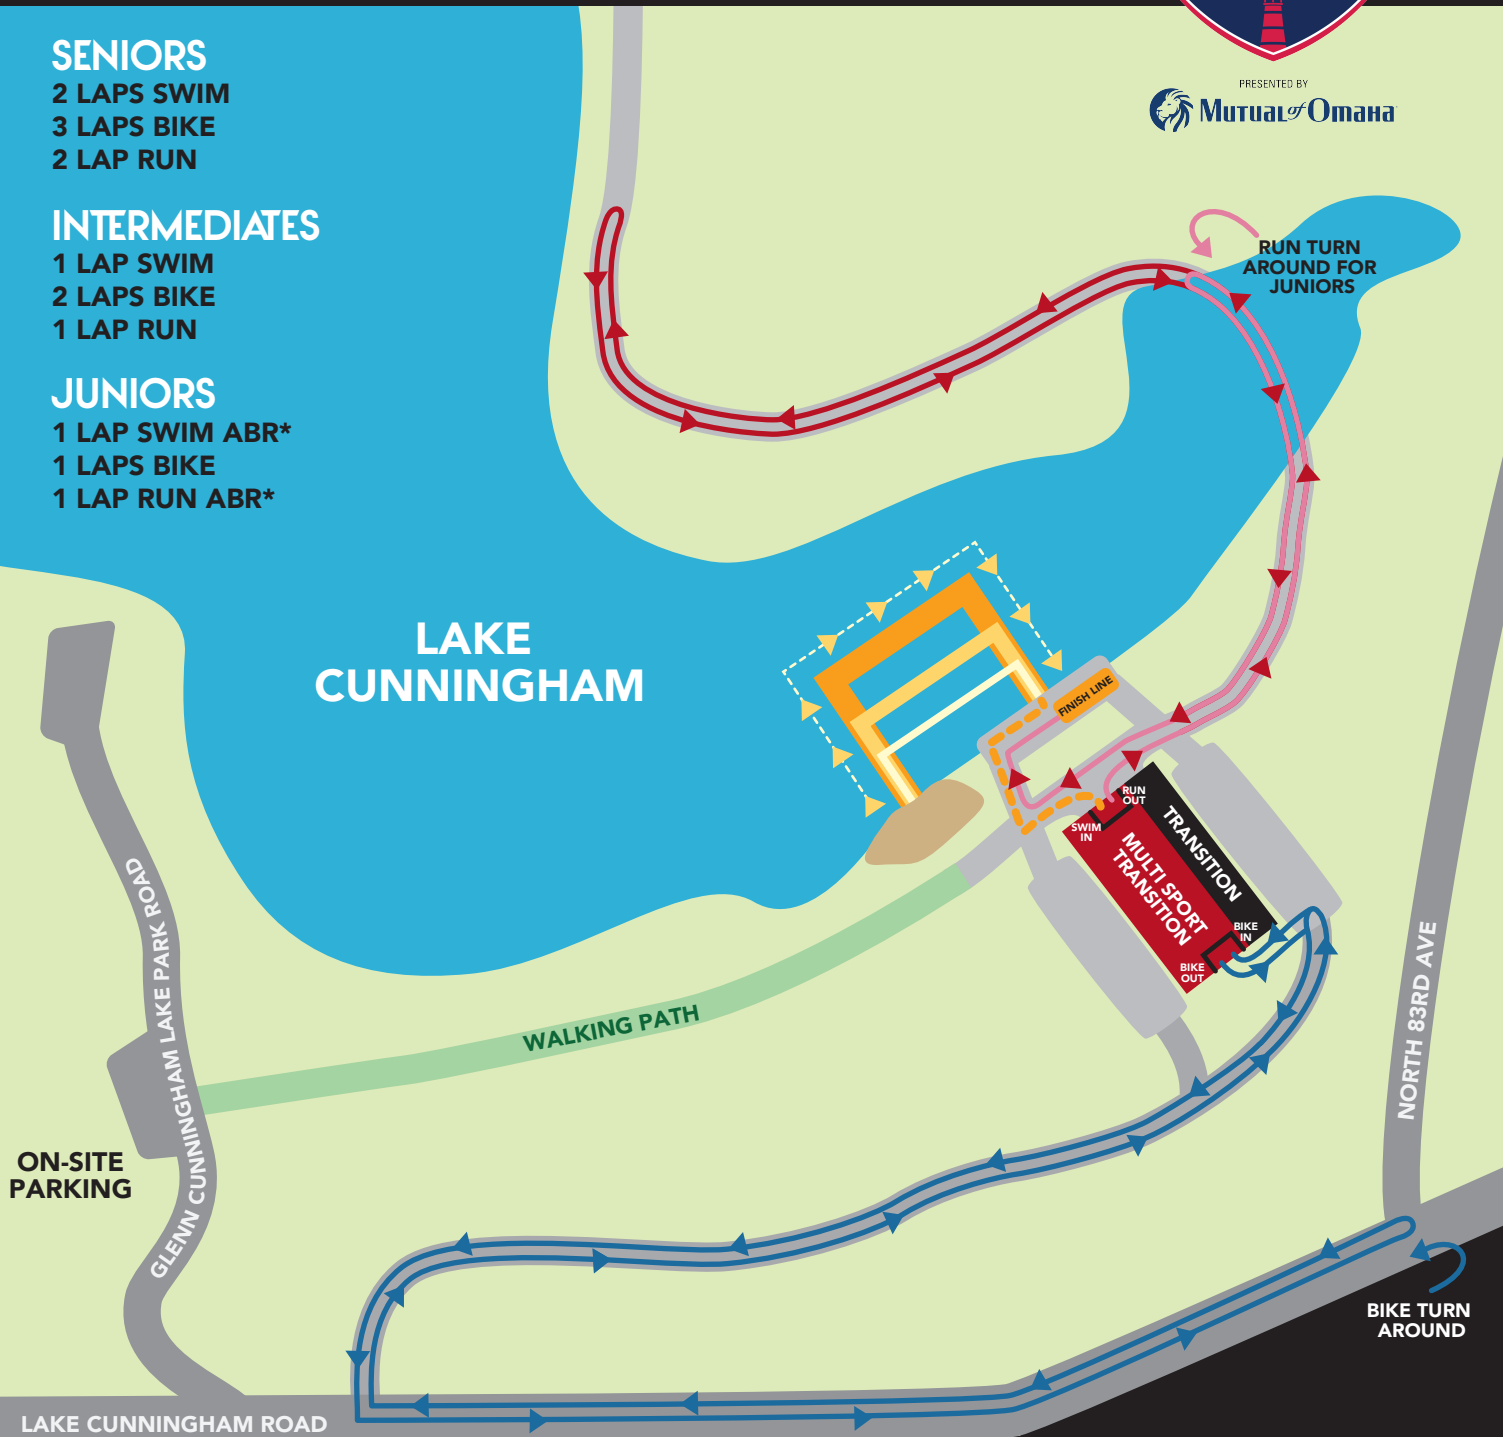 SENIORS
2 LAPS SWIM
3 LAPS BIKE
2 LAP RUN
INTERMEDIATES
1 LAP SWIM
2 LAPS BIKE
1 LAP RUN
JUNIORS
1 LAP SWIM ABR*
1 LAPS BIKE
1 LAP RUN ABR*
PRESENTED BY
Mutual of Omaha
RUN TURN
AROUND FOR
JUNIORS
LAKE
CUNNINGHAM
FINISH LINE
RUN
OUT
SWIM
IN
TRANSITION
MULTI SPORT
TRANSITION
BIKE
IN
BIKE
OUT
WALKING PATH
GLENN CUNNINGHAM LAKE PARK ROAD
NORTH 83RD AVE
ON-SITE
PARKING
BIKE TURN
AROUND
LAKE CUNNINGHAM ROAD